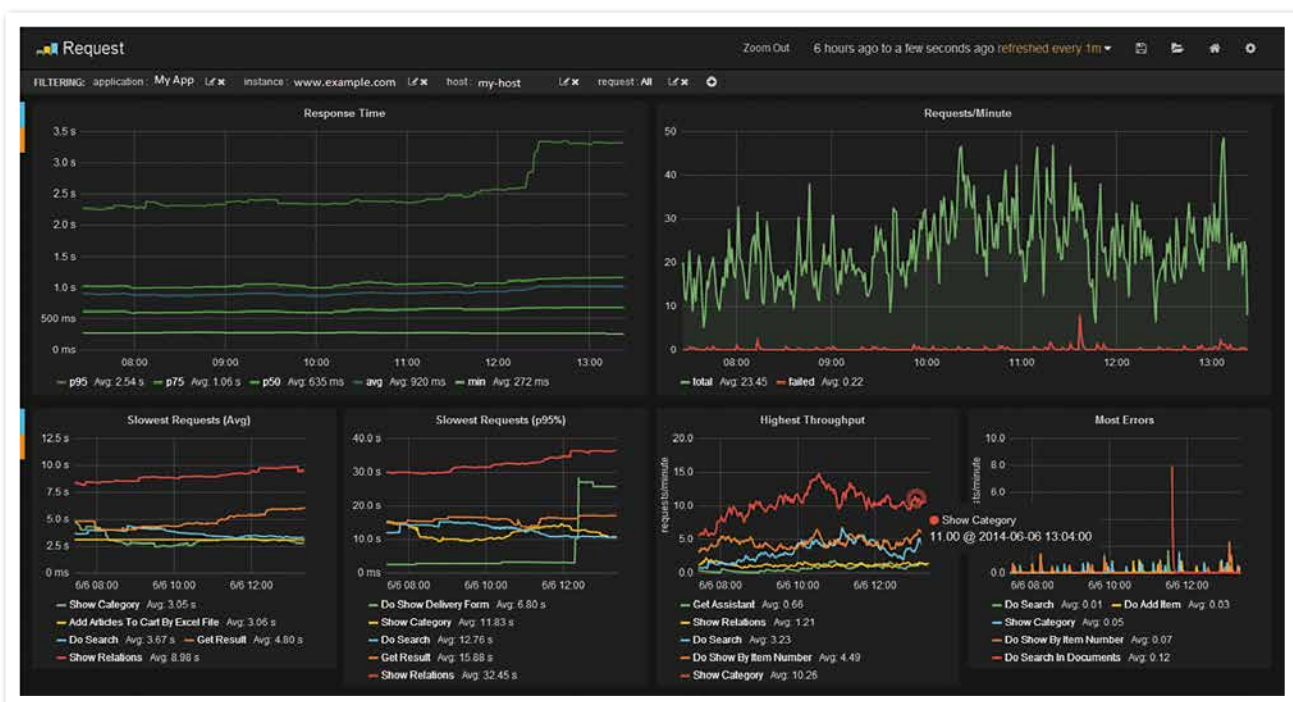 Request
Zoom Out 6 hours ago to a few seconds ago refreshed every 1m
FILTERING: application: My App instance: www.example.com host: my-host request: All
Response Time
3.5 s
3.0 s
2.5 s
2.0 s
1.5 s
1.0 s
500 ms
0 ms
08:00 09:00 10:00 11:00 12:00 13:00
p95 Avg: 2.54 s p75 Avg: 1.06 s p50 Avg: 635 ms avg Avg: 920 ms min Avg: 272 ms
Requests/Minute
50
40
30
20
10
0
08:00 09:00 10:00 11:00 12:00 13:00
total Avg: 23.45 failed Avg: 0.22
Slowest Requests (Avg)
12.5 s
10.0 s
7.5 s
5.0 s
2.5 s
0 ms
6/6 08:00 6/6 10:00 6/6 12:00
Show Category Avg: 3.05 s
Add Articles To Cart By Excel File Avg: 3.06 s
Do Search Avg: 3.67 s Get Result Avg: 4.80 s
Show Relations Avg: 8.98 s
Slowest Requests (p95%)
40.0 s
30.0 s
20.0 s
10.0 s
0 ms
6/6 08:00 6/6 10:00 6/6 12:00
Do Show Delivery Form Avg: 6.80 s
Show Category Avg: 11.83 s
Do Search Avg: 12.76 s
Get Result Avg: 15.88 s
Show Relations Avg: 32.45 s
Highest Throughput
requests/minute
20.0
15.0
10.0
5.0
0.0
6/6 08:00 6/6 10:00 6/6 12:00
Show Category
11.00 @ 2014-06-06 13:04:00
Get Assistant Avg: 0.66
Show Relations Avg: 1.21
Do Search Avg: 3.23
Do Show By Item Number Avg: 4.49
Show Category Avg: 10.26
Most Errors
sts/minute
10.0
8.0
6.0
0.0
6/6 08:00 6/6 10:00 6/6 12:00
Do Search Avg: 0.01 Do Add Item Avg: 0.03
Show Category Avg: 0.05
Do Show By Item Number Avg: 0.07
Do Search In Documents Avg: 0.12